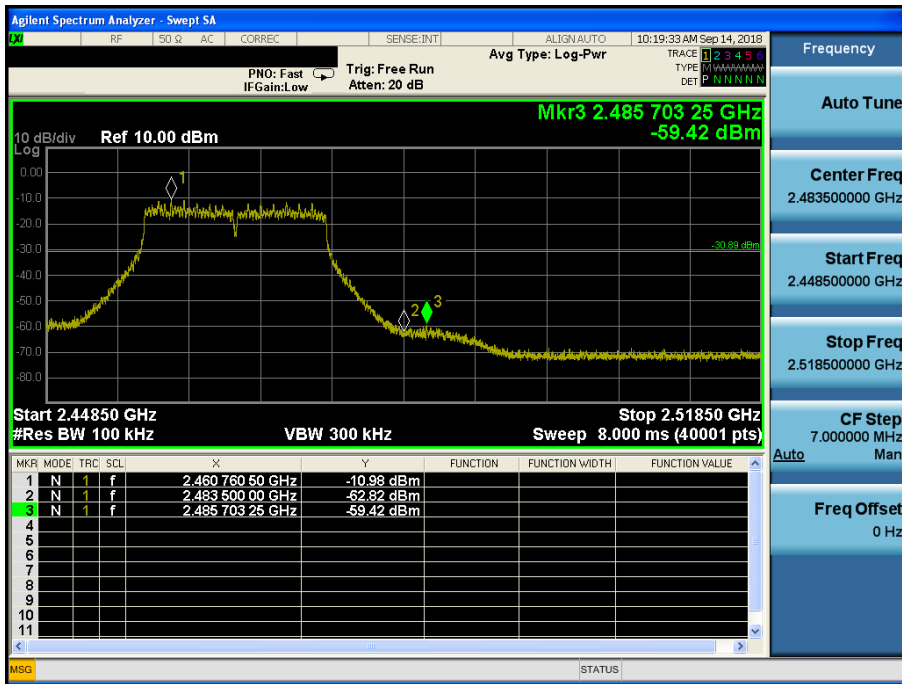 Agilent Spectrum Analyzer - Swept SA
LXI RF 50 Ω AC CORREC SENSE:INT ALIGN AUTO 10:19:33 AM Sep 14, 2018
Frequency
Avg Type: Log-Pwr
TRACE 1 2 3 4 5 6
PNO: Fast Trig: Free Run
TYPE M W W W W W
IFGain:Low Atten: 20 dB
DET P N N N N N
Auto Tune
Mkr3 2.485 703 25 GHz
-59.42 dBm
10 dB/div Ref 10.00 dBm
Log
0.00
-10.0
-20.0
-30.0
-40.0
-50.0
-60.0
-70.0
-80.0
1
2
3
-30.89 dBm
Center Freq
2.483500000 GHz
Start Freq
2.448500000 GHz
Stop Freq
2.518500000 GHz
Start 2.44850 GHz Stop 2.51850 GHz
#Res BW 100 kHz VBW 300 kHz Sweep 8.000 ms (40001 pts)
CF Step
7.000000 MHz
Auto Man
MKR MODE TRC SCL X Y FUNCTION FUNCTION WIDTH FUNCTION VALUE
1 N 1 f 2.460 760 50 GHz -10.98 dBm
2 N 1 f 2.483 500 00 GHz -62.82 dBm
3 N 1 f 2.485 703 25 GHz -59.42 dBm
4
5
6
7
8
9
10
11
Freq Offset
0 Hz
MSG STATUS